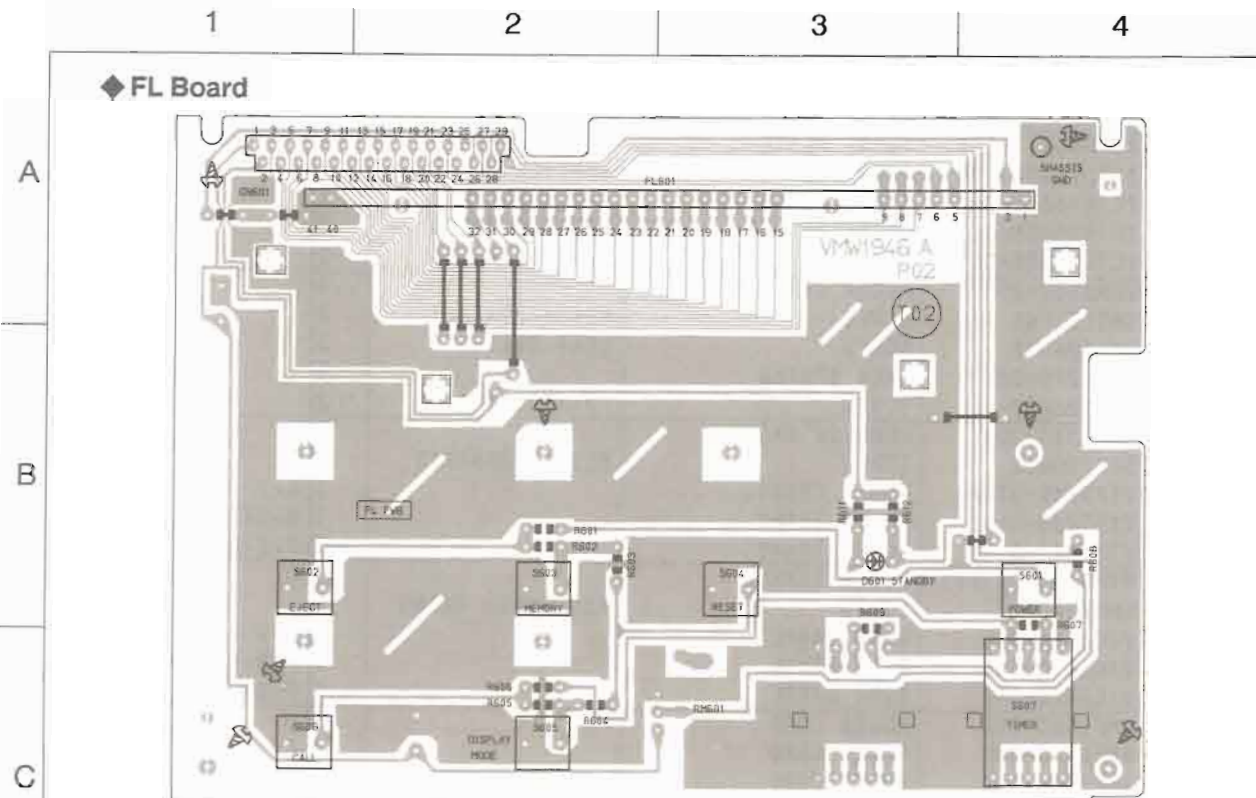 1 2 3 4
◆ FL Board
A
B
C
1 3 5 7 9 11 13 15 17 19 21 23 25 27 29
2 4 6 8 10 12 14 16 18 20 22 24 26 28
CN601
FL601
SHASSIS
GND
41 40
32 31 30 29 28 27 26 25 24 23 22 21 20 19 18 17 16 15
9 8 7 6 5
2 1
VMW1946 A
P02
T02
FL PWB
R601
R602
R603
R611
R612
D601 STANDBY
R608
S602
EJECT
S603
MEMORY
S604
RESET
S601
POWER
R609
R607
R606
R605
R604
RM601
S606
CALL
DISPLAY
MODE
S605
S607
TIMER